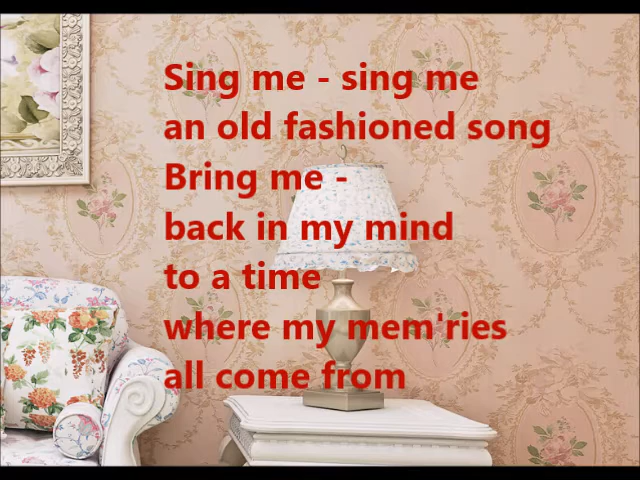 Sing me - sing me
an old fashioned song
Bring me -
back in my mind
to a time
where my mem'ries
all come from